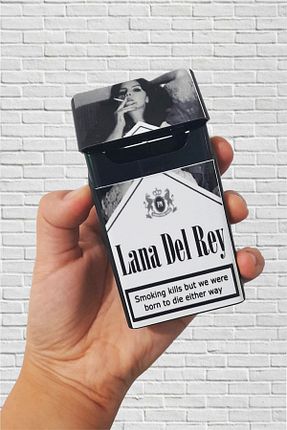 Lana Del Rey
Smoking kills but we were
born to die either way